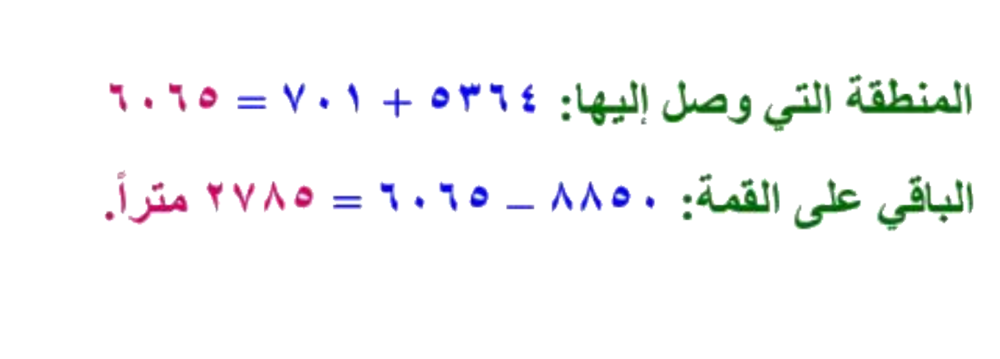 المنطقة التي وصل إليها: ٥٣٦٤ + ٧٠١ = ٦٠٦٥
الباقي على القمة: ٨٨٥٠ – ٦٠٦٥ = ٢٧٨٥ متراً.